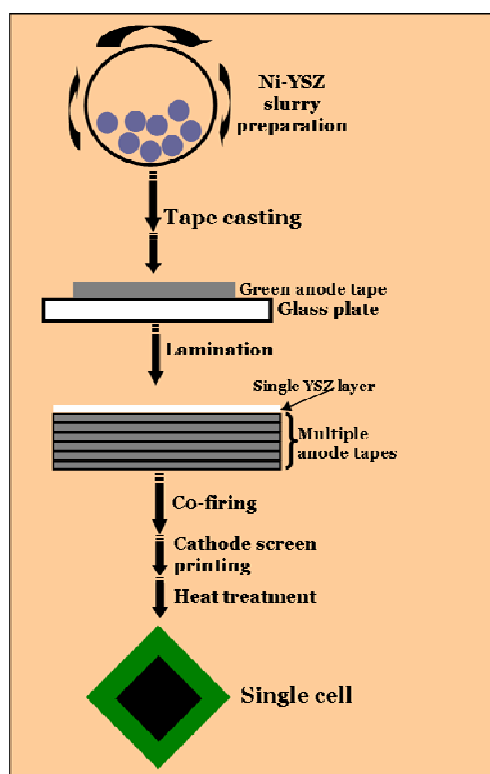 Ni-YSZ
slurry
preparation
Tape casting
Green anode tape
Glass plate
Lamination
Single YSZ layer
Multiple
anode tapes
Co-firing
Cathode screen
printing
Heat treatment
Single cell